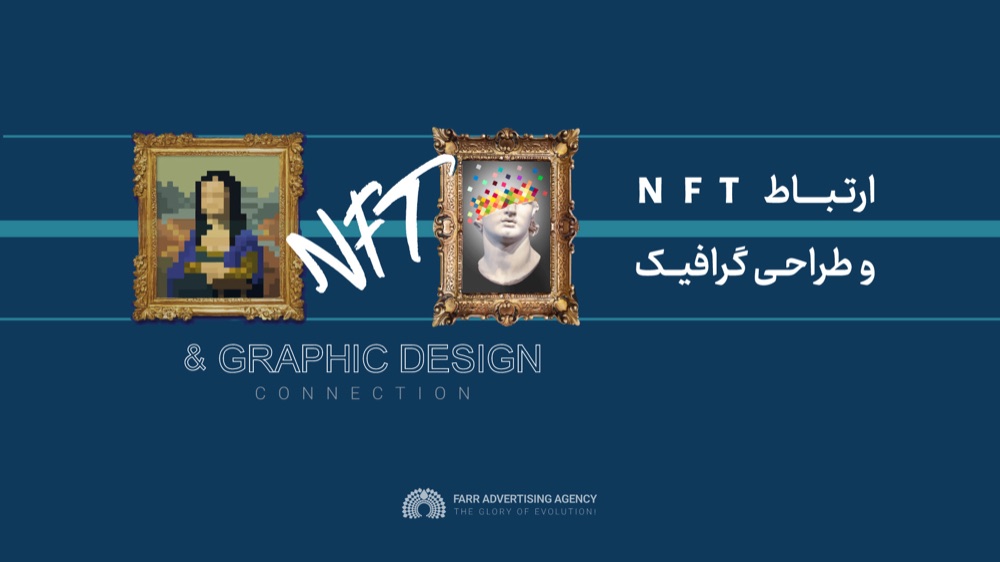 ارتباط NFT
و طراحی گرافیک
NFT
& GRAPHIC DESIGN
CONNECTION
FARR ADVERTISING AGENCY
THE GLORY OF EVOLUTION!